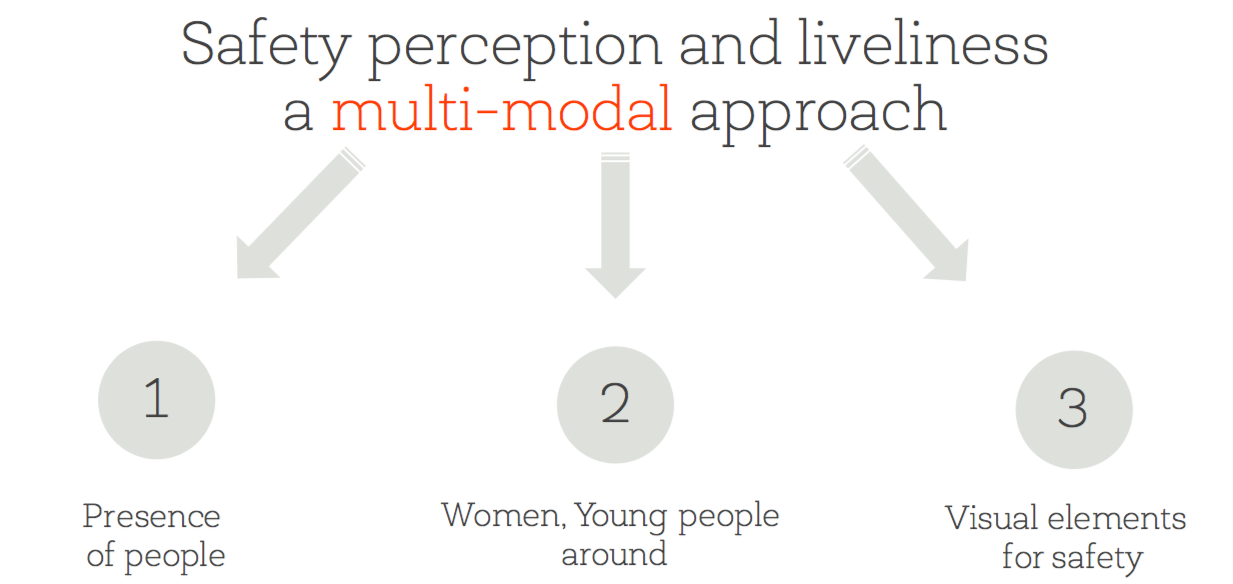 Safety perception and liveliness
a multi-modal approach
1
Presence
of people
2
Women, Young people
around
3
Visual elements
for safety